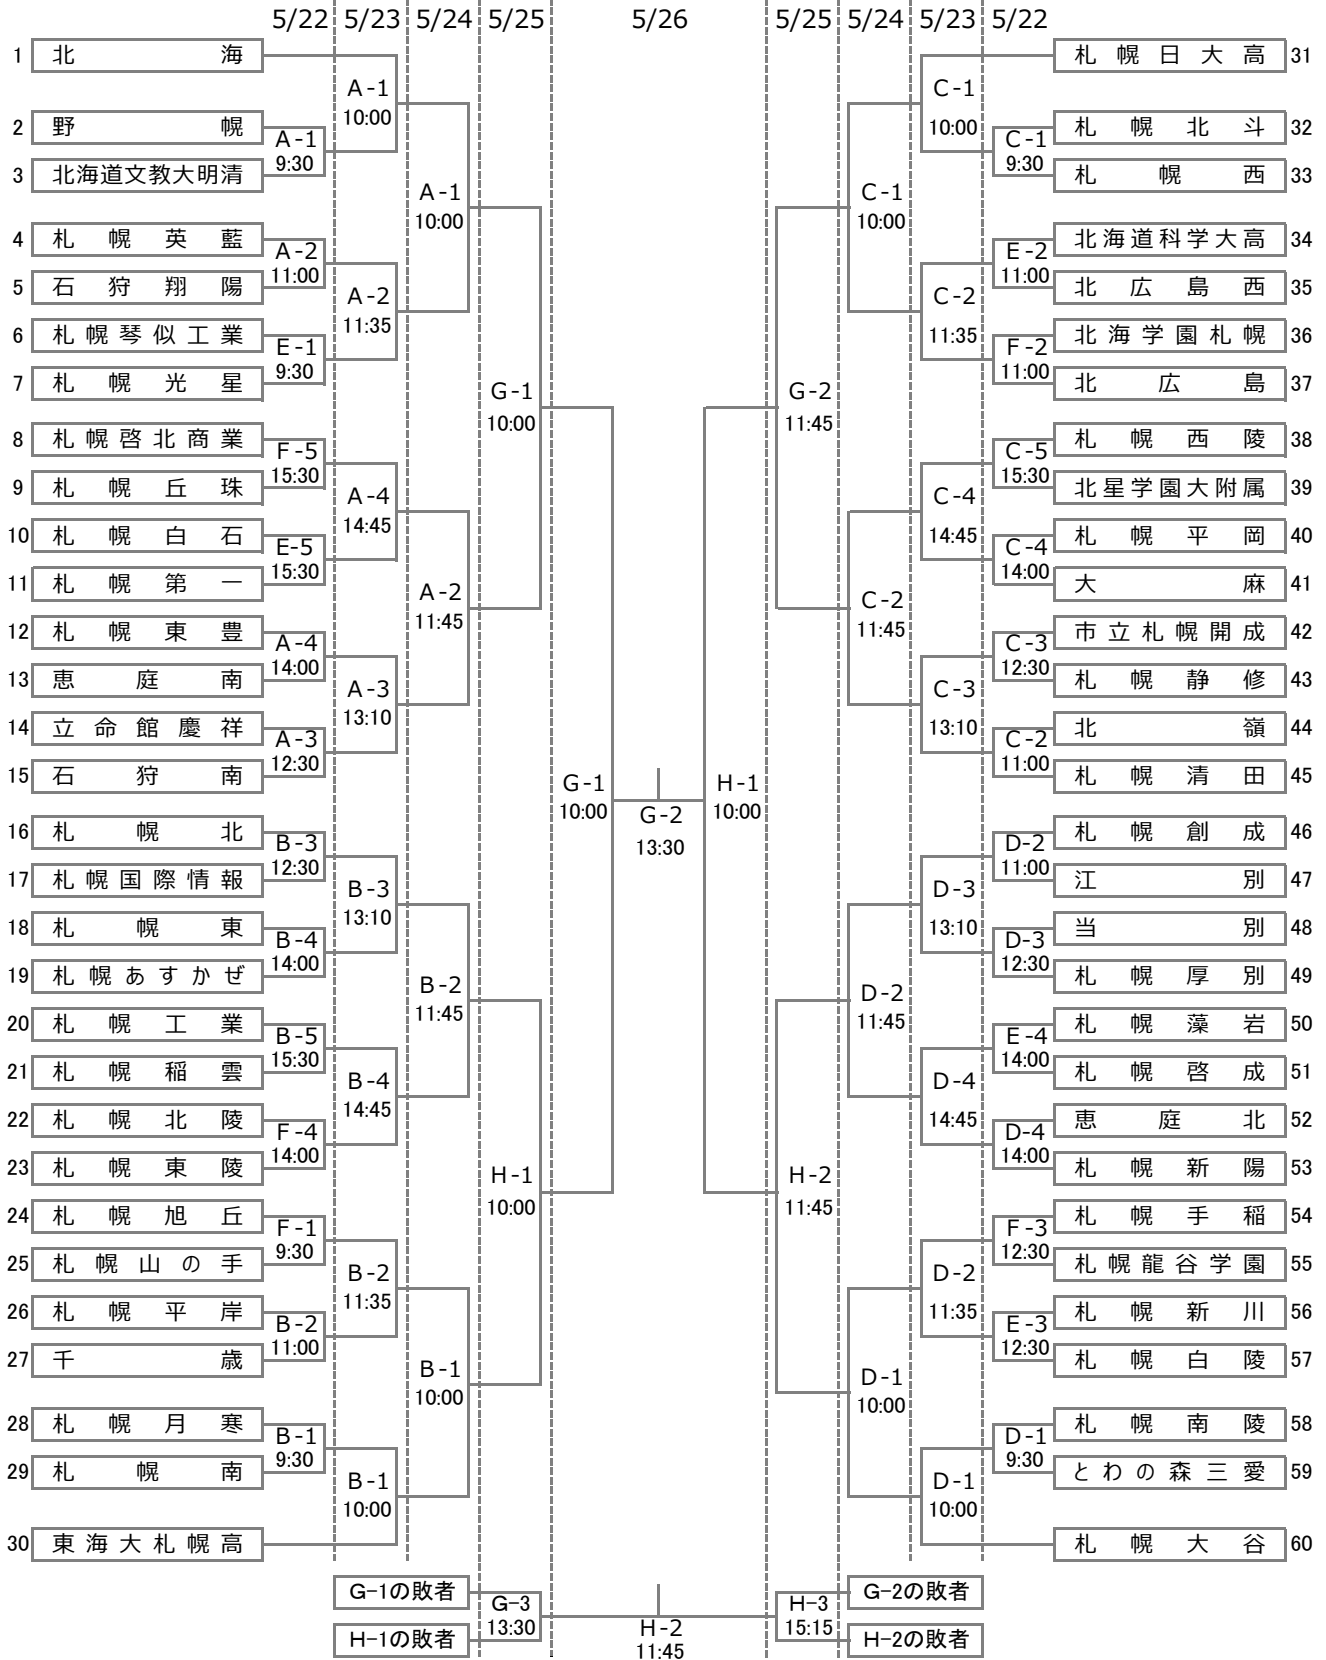 5/22 5/23 5/24 5/25 5/26 5/25 5/24 5/23 5/22
1 北海
2 野幌
3 北海道文教大明清
4 札幌英藍
5 石狩翔陽
6 札幌琴似工業
7 札幌光星
8 札幌啓北商業
9 札幌丘珠
10 札幌白石
11 札幌第一
12 札幌東豊
13 恵庭南
14 立命館慶祥
15 石狩南
16 札幌北
17 札幌国際情報
18 札幌東
19 札幌あすかぜ
20 札幌工業
21 札幌稲雲
22 札幌北陵
23 札幌東陵
24 札幌旭丘
25 札幌山の手
26 札幌平岸
27 千歳
28 札幌月寒
29 札幌南
30 東海大札幌高
A-1
9:30
A-2
11:00
E-1
9:30
F-5
15:30
E-5
15:30
A-4
14:00
A-3
12:30
B-3
12:30
B-4
14:00
B-5
15:30
F-4
14:00
F-1
9:30
B-2
11:00
B-1
9:30
A-1
10:00
A-2
11:35
A-4
14:45
A-3
13:10
B-3
13:10
B-4
14:45
B-2
11:35
B-1
10:00
A-1
10:00
A-2
11:45
B-2
11:45
B-1
10:00
G-1
10:00
H-1
10:00
G-1
10:00
G-2
13:30
H-1
10:00
G-2
11:45
H-2
11:45
C-1
10:00
C-2
11:45
D-2
11:45
D-1
10:00
C-1
10:00
C-2
11:35
C-4
14:45
C-3
13:10
D-3
13:10
D-4
14:45
D-2
11:35
D-1
10:00
C-1
9:30
E-2
11:00
F-2
11:00
C-5
15:30
C-4
14:00
C-3
12:30
C-2
11:00
D-2
11:00
D-3
12:30
E-4
14:00
D-4
14:00
F-3
12:30
E-3
12:30
D-1
9:30
札幌日大高 31
札幌北斗 32
札幌西 33
北海道科学大高 34
北広島西 35
北海学園札幌 36
北広島 37
札幌西陵 38
北星学園大附属 39
札幌平岡 40
大麻 41
市立札幌開成 42
札幌静修 43
北嶺 44
札幌清田 45
札幌創成 46
江別 47
当別 48
札幌厚別 49
札幌藻岩 50
札幌啓成 51
恵庭北 52
札幌新陽 53
札幌手稲 54
札幌龍谷学園 55
札幌新川 56
札幌白陵 57
札幌南陵 58
とわの森三愛 59
札幌大谷 60
G-1の敗者
H-1の敗者
G-3
13:30
H-2
11:45
H-3
15:15
G-2の敗者
H-2の敗者